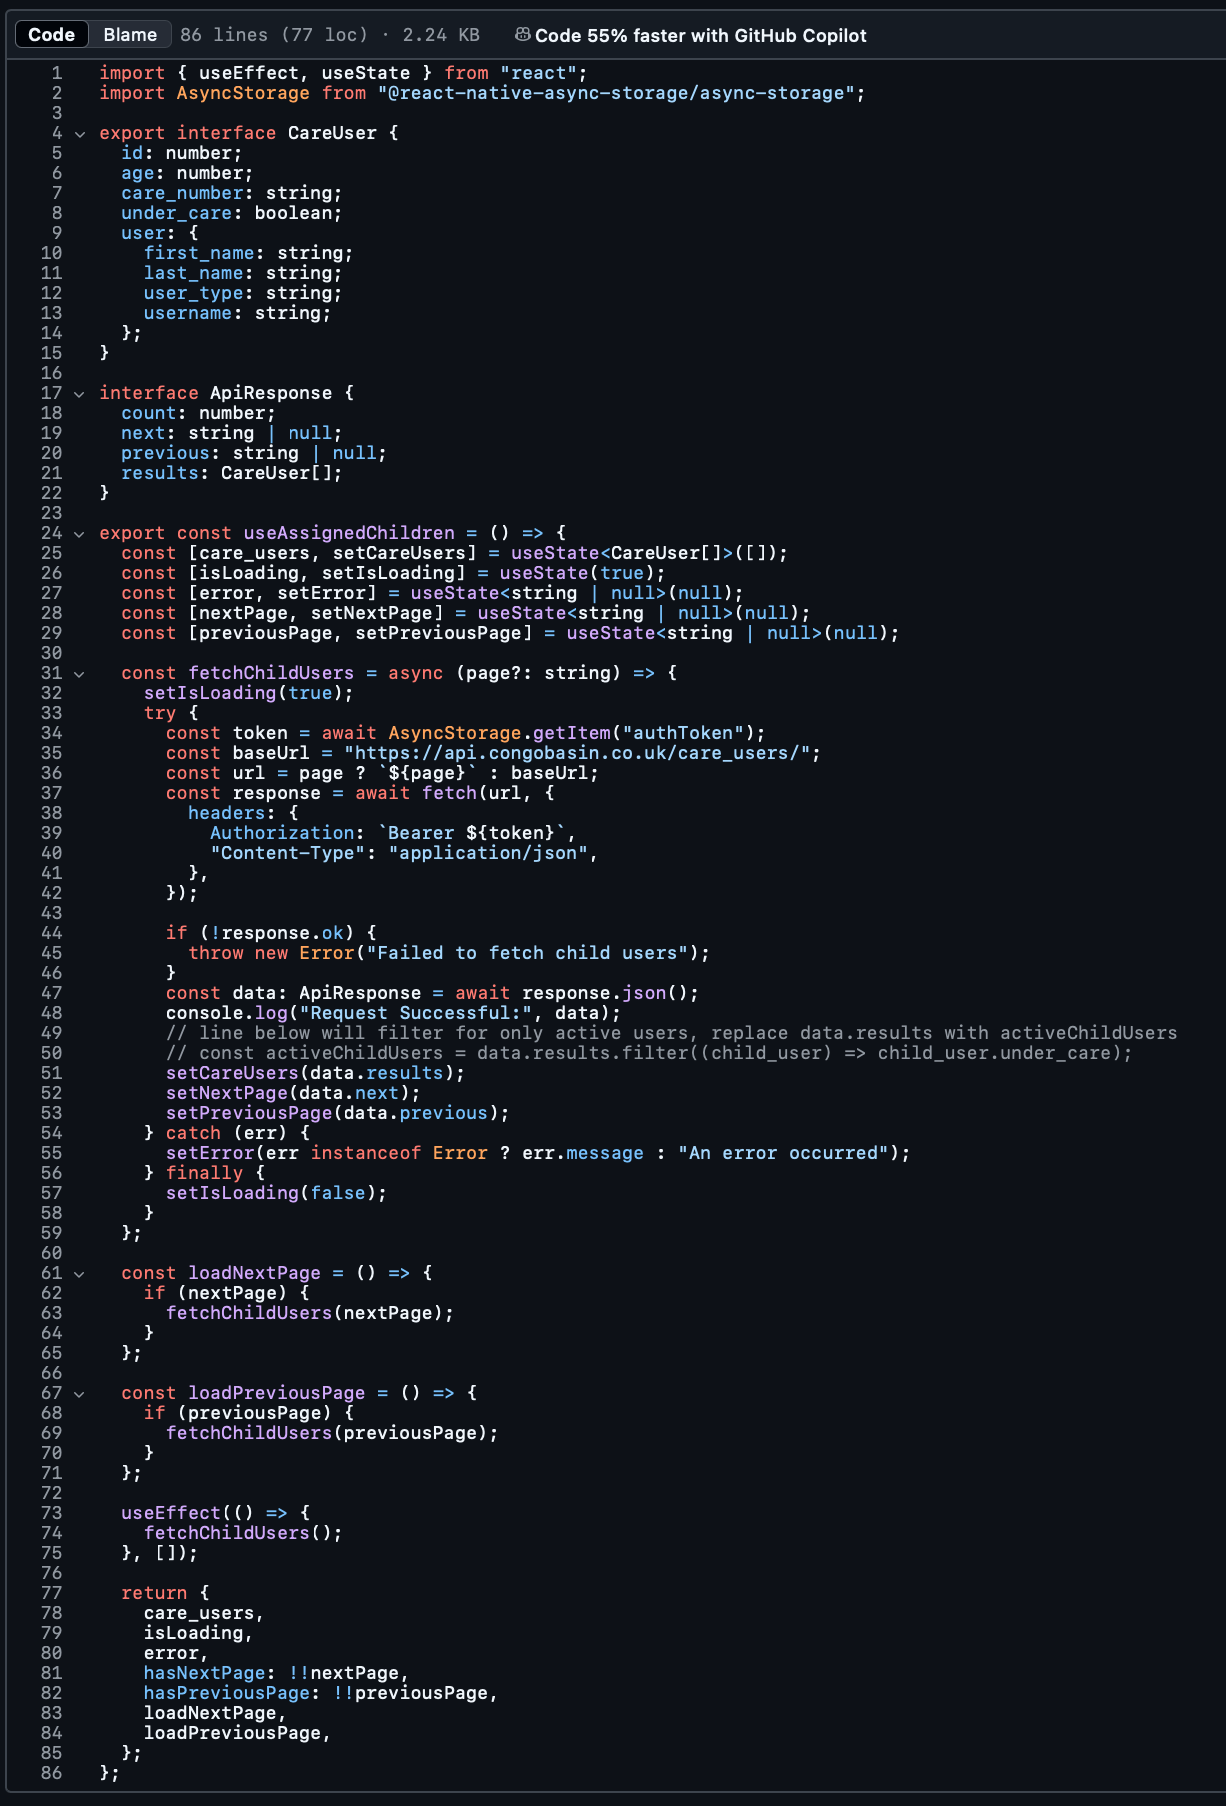 Code Blame 86 lines (77 loc) · 2.24 KB Code 55% faster with GitHub Copilot
1 import { useEffect, useState } from "react";
2 import AsyncStorage from "@react-native-async-storage/async-storage";
3
4 export interface CareUser {
5   id: number;
6   age: number;
7   care_number: string;
8   under_care: boolean;
9   user: {
10     first_name: string;
11     last_name: string;
12     user_type: string;
13     username: string;
14   };
15 }
16
17 interface ApiResponse {
18   count: number;
19   next: string | null;
20   previous: string | null;
21   results: CareUser[];
22 }
23
24 export const useAssignedChildren = () => {
25   const [care_users, setCareUsers] = useState<CareUser[]>([]);
26   const [isLoading, setIsLoading] = useState(true);
27   const [error, setError] = useState<string | null>(null);
28   const [nextPage, setNextPage] = useState<string | null>(null);
29   const [previousPage, setPreviousPage] = useState<string | null>(null);
30
31   const fetchChildUsers = async (page?: string) => {
32     setIsLoading(true);
33     try {
34       const token = await AsyncStorage.getItem("authToken");
35       const baseUrl = "https://api.congobasin.co.uk/care_users/";
36       const url = page ? `${page}` : baseUrl;
37       const response = await fetch(url, {
38         headers: {
39           Authorization: `Bearer ${token}`,
40           "Content-Type": "application/json",
41         },
42       });
43
44       if (!response.ok) {
45         throw new Error("Failed to fetch child users");
46       }
47       const data: ApiResponse = await response.json();
48       console.log("Request Successful:", data);
49       // line below will filter for only active users, replace data.results with activeChildUsers
50       // const activeChildUsers = data.results.filter((child_user) => child_user.under_care);
51       setCareUsers(data.results);
52       setNextPage(data.next);
53       setPreviousPage(data.previous);
54     } catch (err) {
55       setError(err instanceof Error ? err.message : "An error occurred");
56     } finally {
57       setIsLoading(false);
58     }
59   };
60
61   const loadNextPage = () => {
62     if (nextPage) {
63       fetchChildUsers(nextPage);
64     }
65   };
66
67   const loadPreviousPage = () => {
68     if (previousPage) {
69       fetchChildUsers(previousPage);
70     }
71   };
72
73   useEffect(() => {
74     fetchChildUsers();
75   }, []);
76
77   return {
78     care_users,
79     isLoading,
80     error,
81     hasNextPage: !!nextPage,
82     hasPreviousPage: !!previousPage,
83     loadNextPage,
84     loadPreviousPage,
85   };
86 };